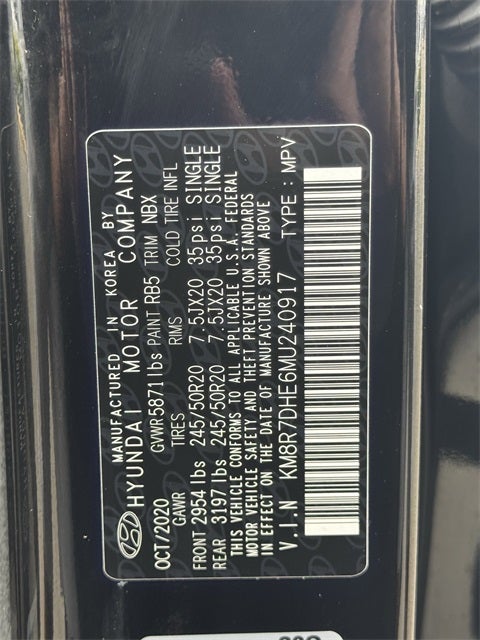 MANUFACTURED IN KOREA BY
HYUNDAI MOTOR COMPANY
OCT/2020 GVWR5871 lbs PAINT RB5 TRIM NBX
GAWR TIRES RIMS COLD TIRE INFL
FRONT 2954 lbs 245/50R20 7.5JX20 35psi SINGLE
REAR 3197 lbs 245/50R20 7.5JX20 35psi SINGLE
THIS VEHICLE CONFORMS TO ALL APPLICABLE U.S.A. FEDERAL
MOTOR VEHICLE SAFETY AND THEFT PREVENTION STANDARDS
IN EFFECT ON THE DATE OF MANUFACTURE SHOWN ABOVE
V.I.N KM8R7DHE6MU240917 TYPE : MPV